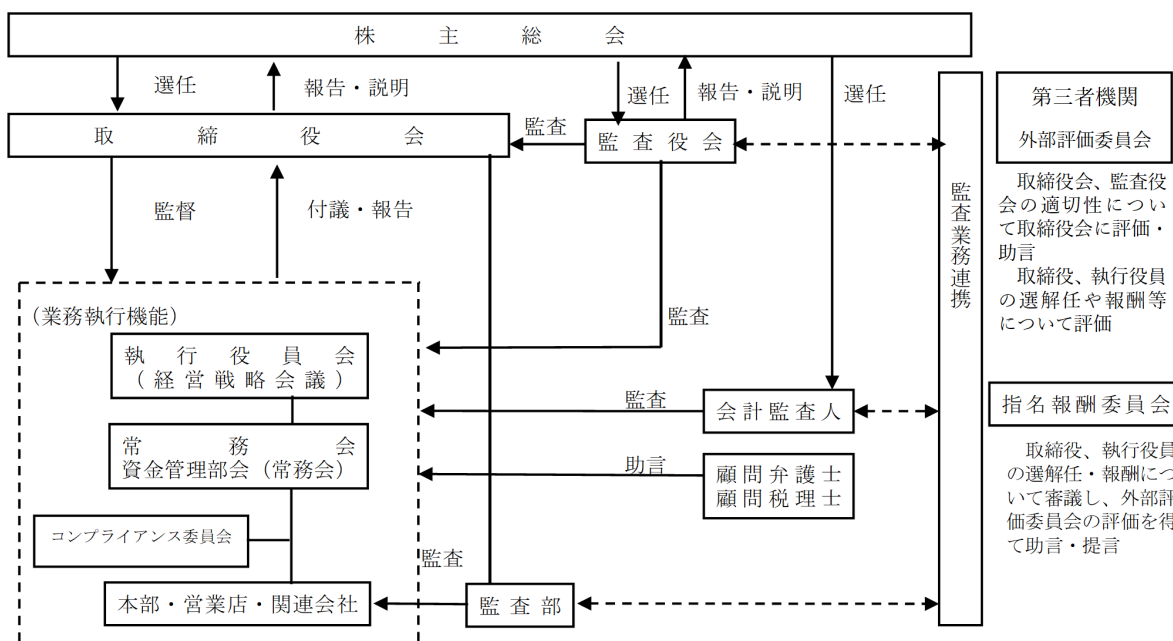 株主総会
選任
報告・説明
選任
報告・説明
選任
取締役会
監査
監査役会
監督
付議・報告
監査
(業務執行機能)
執行役員会
(経営戦略会議)
常務会
資金管理部会(常務会)
コンプライアンス委員会
本部・営業店・関連会社
監査
会計監査人
助言
顧問弁護士
顧問税理士
監査
監査部
監査業務連携
第三者機関
外部評価委員会
取締役会、監査役
会の適切性につい
て取締役会に評価・
助言
取締役、執行役員
の選解任や報酬等
について評価
指名報酬委員会
取締役、執行役員
の選解任・報酬につ
いて審議し、外部評
価委員会の評価を得
て助言・提言